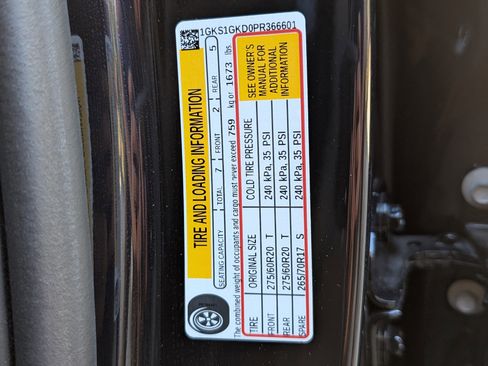 1GKS1GKD0PR366601
TIRE AND LOADING INFORMATION
SEATING CAPACITY TOTAL: 7 FRONT 2 REAR 5
The combined weight of occupants and cargo must never exceed 759 kg or 1673 lbs.
TIRE ORIGINAL SIZE COLD TIRE PRESSURE
FRONT 275/60R20 T 240 kPa, 35 PSI
REAR 275/60R20 T 240 kPa, 35 PSI
SPARE 265/70R17 S 240 kPa, 35 PSI
SEE OWNER'S
MANUAL FOR
ADDITIONAL
INFORMATION